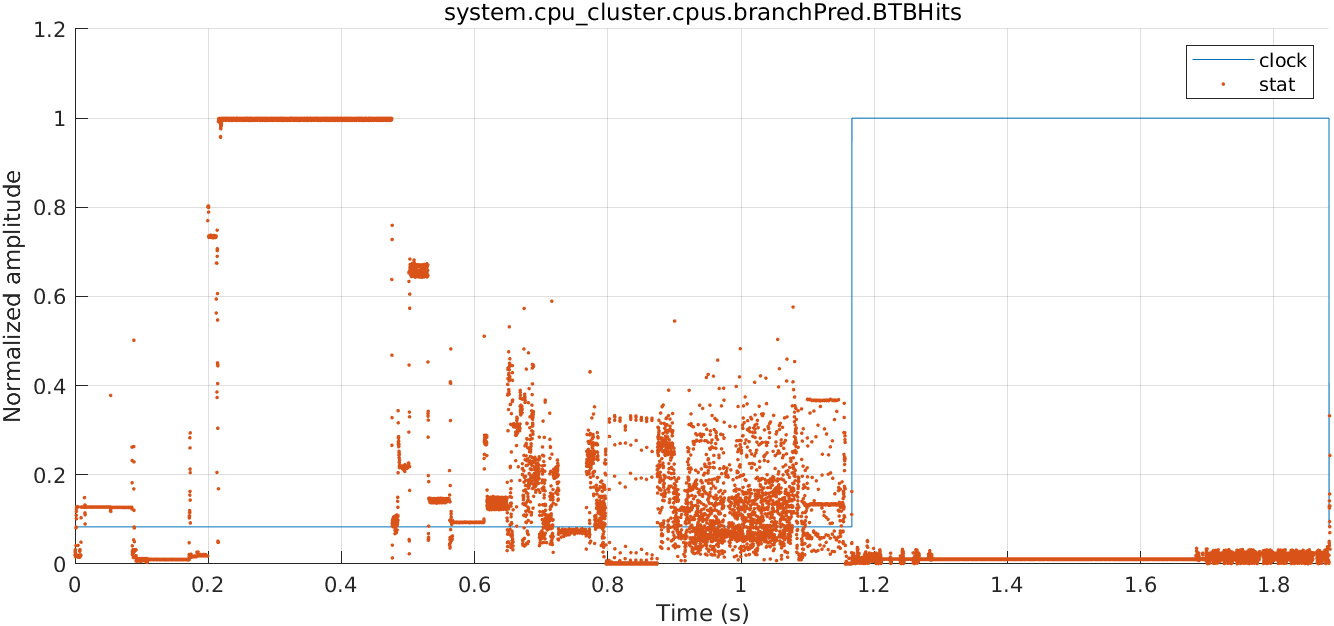 system.cpu_cluster.cpus.branchPred.BTBHits
Normalized amplitude
1.2
1
0.8
0.6
0.4
0.2
0
clock
stat
0 0.2 0.4 0.6 0.8 1 1.2 1.4 1.6 1.8
Time (s)